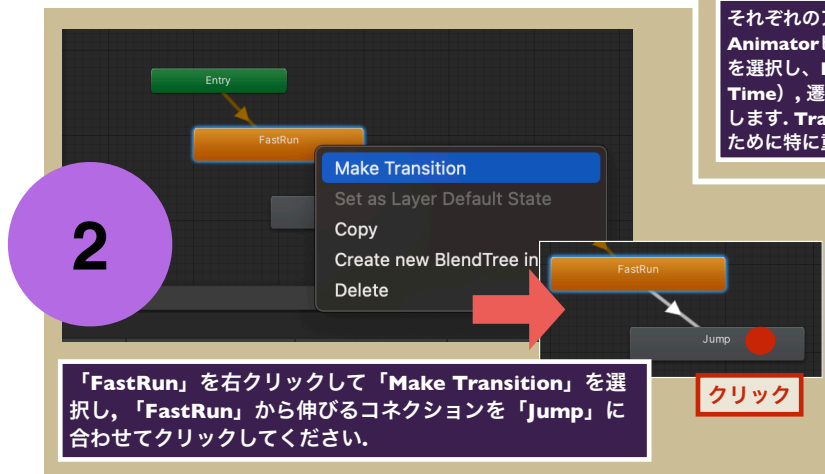 それぞれの
Animator
を選択し、
Time），遷
します. Tra
ために特に
Entry
FastRun
Make Transition
Set as Layer Default State
Copy
Create new BlendTree in
Delete
2
FastRun
Jump
クリック
「FastRun」を右クリックして「Make Transition」を選
択し，「FastRun」から伸びるコネクションを「Jump」に
合わせてクリックしてください.